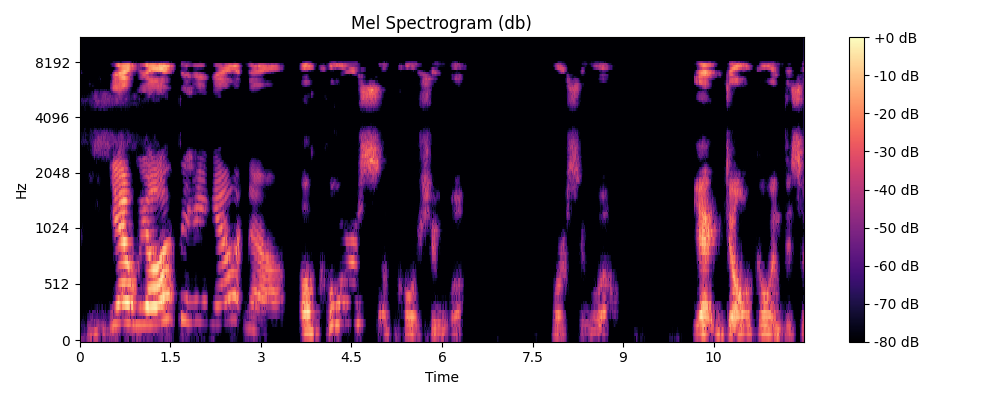 Mel Spectrogram (db)
8192
4096
2048
1024
512
0
Hz
0 1.5 3 4.5 6 7.5 9 10
Time
+0 dB
-10 dB
-20 dB
-30 dB
-40 dB
-50 dB
-60 dB
-70 dB
-80 dB